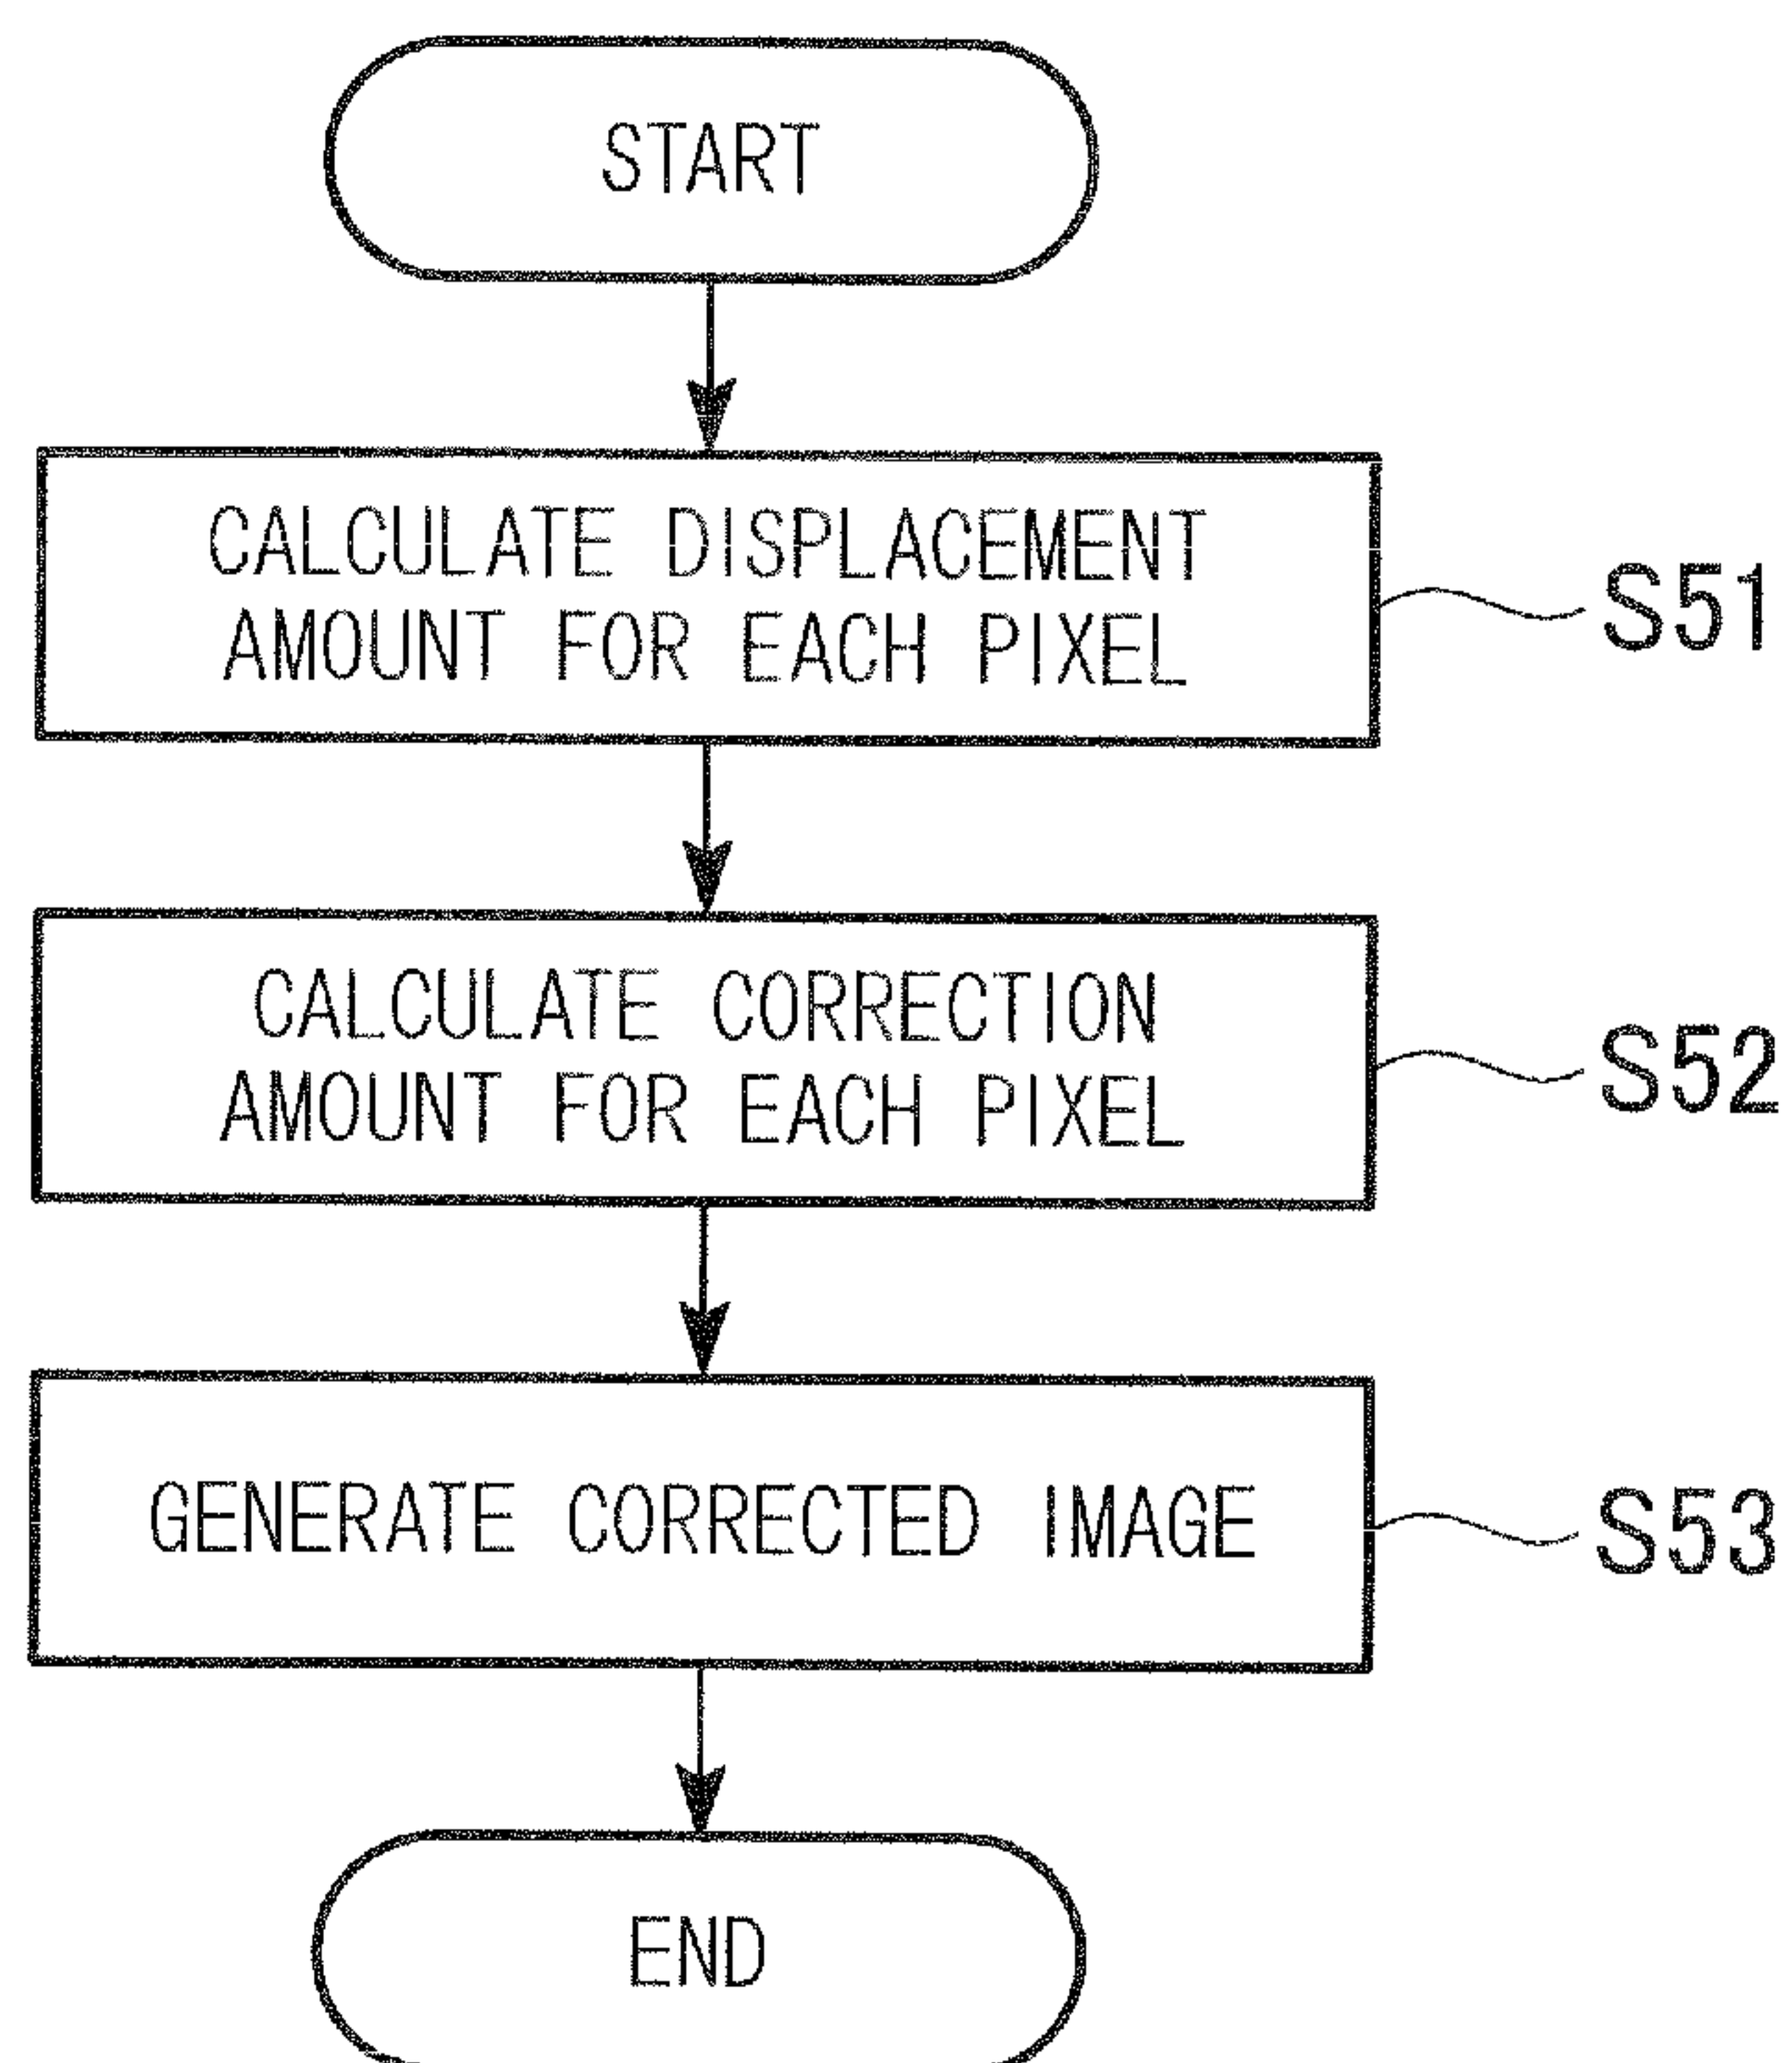 START
CALCULATE DISPLACEMENT
AMOUNT FOR EACH PIXEL
S51
CALCULATE CORRECTION
AMOUNT FOR EACH PIXEL
S52
GENERATE CORRECTED IMAGE
S53
END